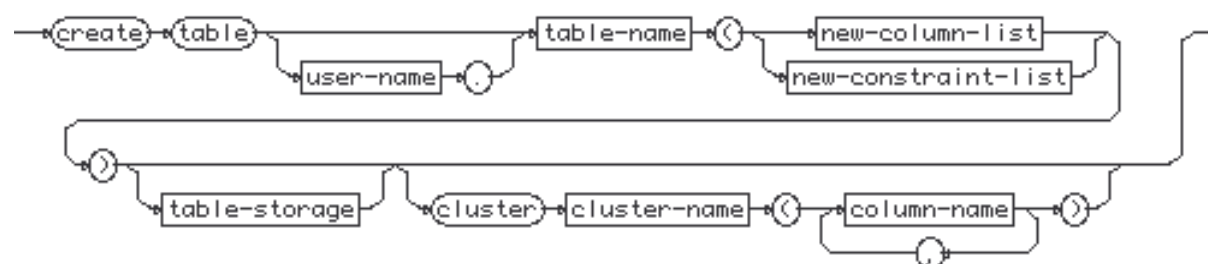 create table table-name ( new-column-list
user-name . new-constraint-list
)
table-storage cluster cluster-name ( column-name )
,